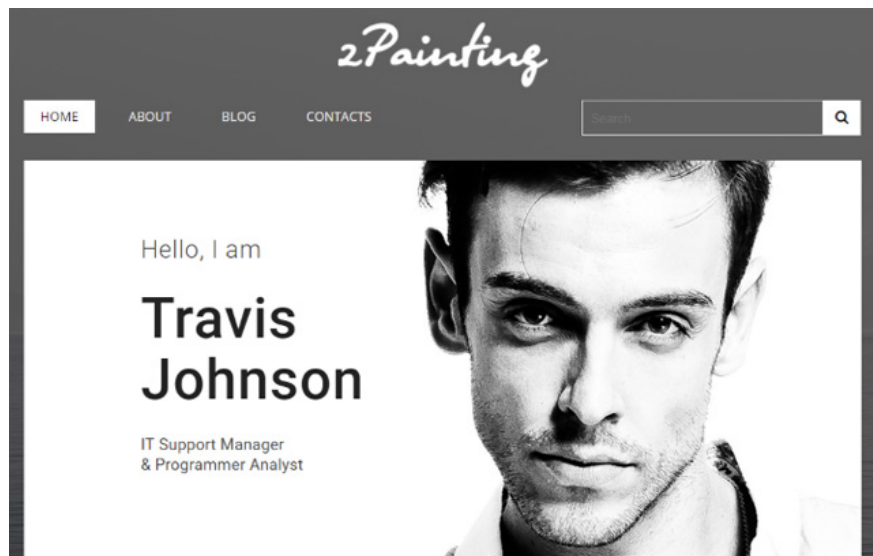 2Painting
HOME ABOUT BLOG CONTACTS
Search
Hello, I am
Travis
Johnson
IT Support Manager
& Programmer Analyst